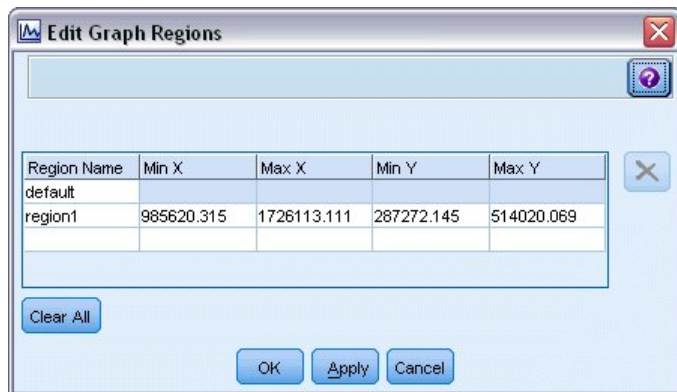 Edit Graph Regions
?
Region Name Min X Max X Min Y Max Y
default
region1 985620.315 1726113.111 287272.145 514020.069
Clear All
OK Apply Cancel